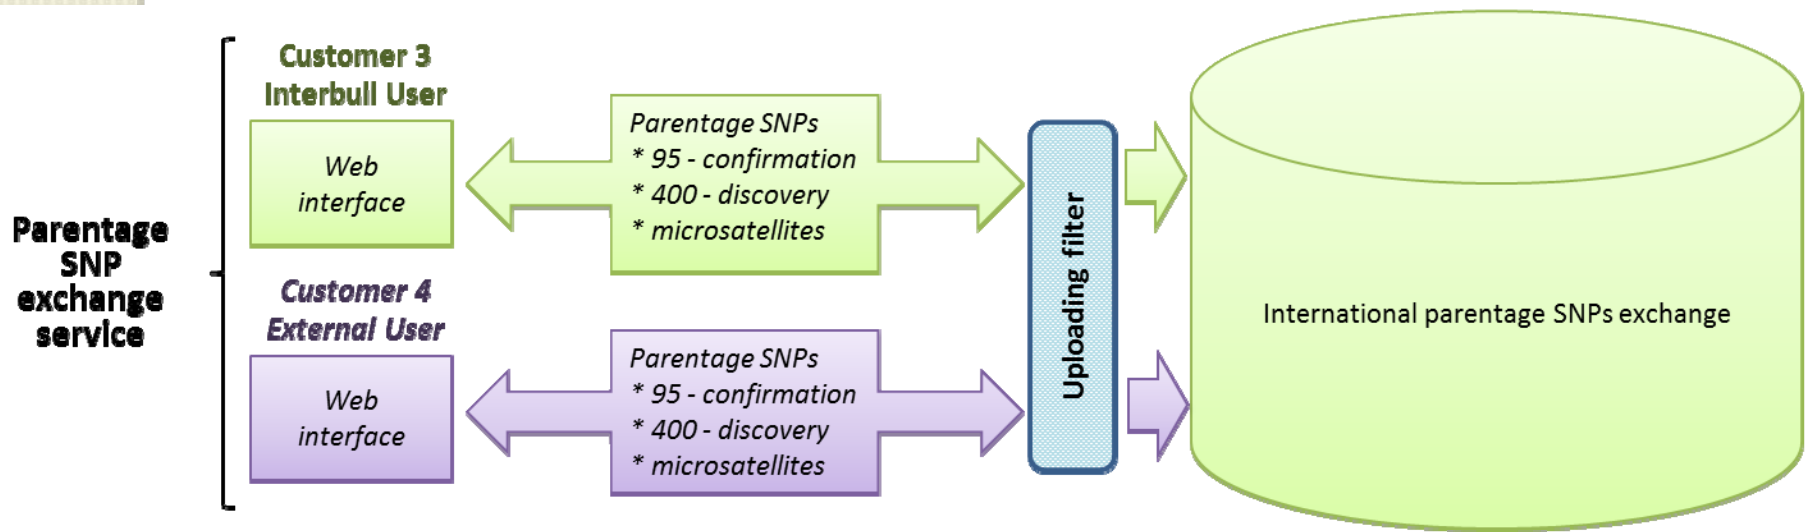 Parentage
SNP
exchange
service
Customer 3
Interbull User
Web
interface
Parentage SNPs
* 95 - confirmation
* 400 - discovery
* microsatellites
Customer 4
External User
Web
interface
Parentage SNPs
* 95 - confirmation
* 400 - discovery
* microsatellites
Uploading filter
International parentage SNPs exchange